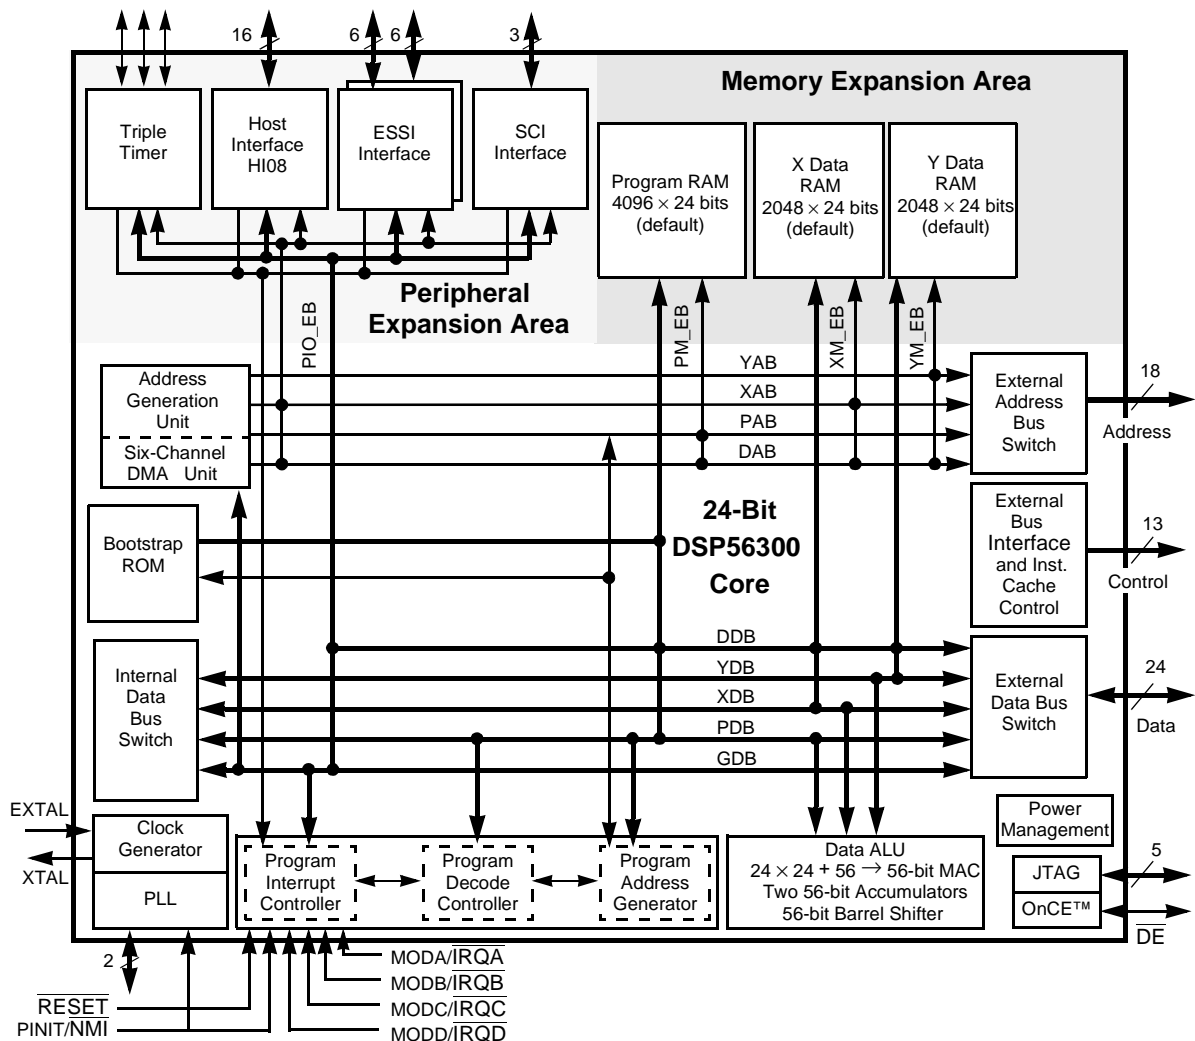 16
6
6
3
Memory Expansion Area
Triple
Timer
Host
Interface
HI08
ESSI
Interface
SCI
Interface
Program RAM
4096 × 24 bits
(default)
X Data
RAM
2048 × 24 bits
(default)
Y Data
RAM
2048 × 24 bits
(default)
Peripheral
Expansion Area
PIO_EB
PM_EB
XM_EB
YM_EB
Address
Generation
Unit
Six-Channel
DMA Unit
YAB
XAB
PAB
DAB
External
Address
Bus
Switch
18
Address
Bootstrap
ROM
24-Bit
DSP56300
Core
External
Bus
Interface
and Inst.
Cache
Control
13
Control
Internal
Data
Bus
Switch
DDB
YDB
XDB
PDB
GDB
External
Data Bus
Switch
24
Data
EXTAL
XTAL
Clock
Generator
PLL
2
Program
Interrupt
Controller
Program
Decode
Controller
Program
Address
Generator
Data ALU
24 × 24 + 56 → 56-bit MAC
Two 56-bit Accumulators
56-bit Barrel Shifter
Power
Management
JTAG
OnCE™
5
DE
RESET
PINIT/NMI
MODA/IRQA
MODB/IRQB
MODC/IRQC
MODD/IRQD